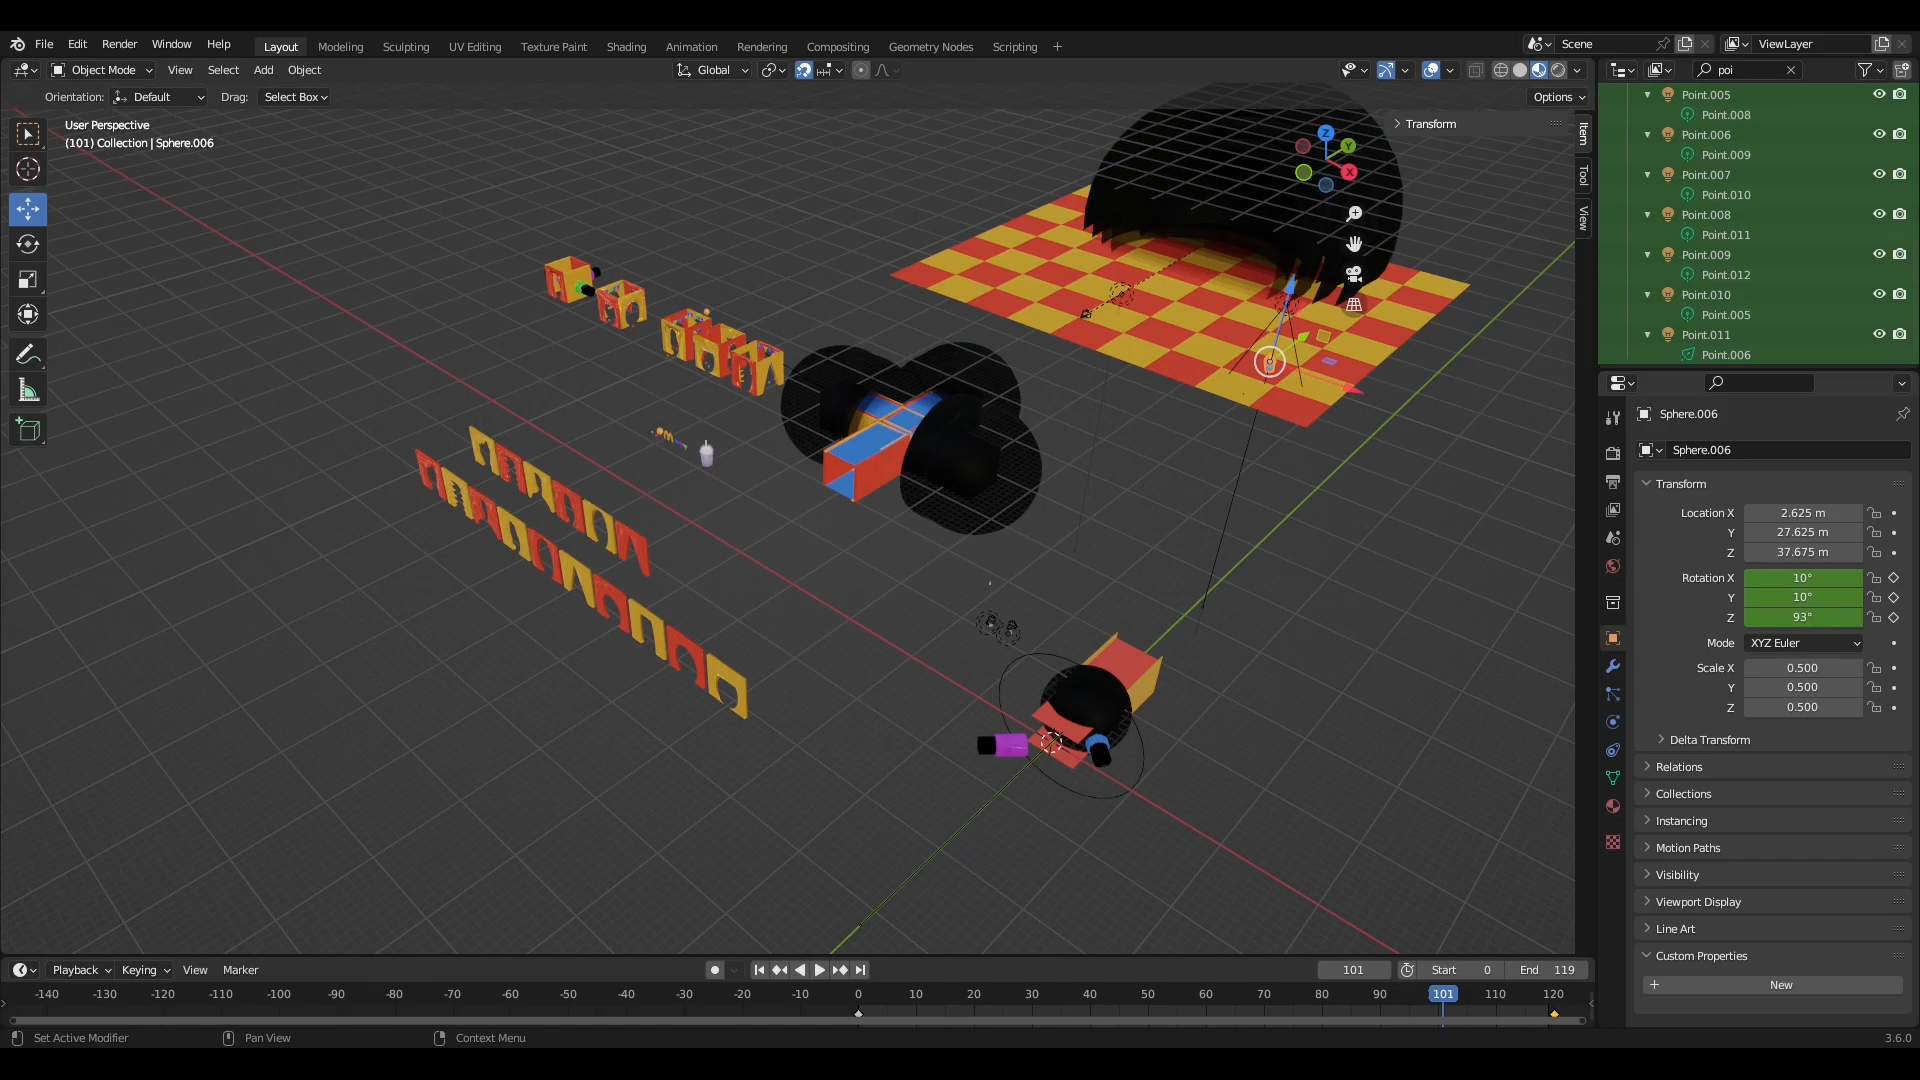 File Edit Render Window Help Layout Modeling Sculpting UV Editing Texture Paint Shading Animation Rendering Compositing Geometry Nodes Scripting + Scene ViewLayer
Object Mode View Select Add Object Global poi
Orientation: Default Drag: Select Box Options
User Perspective
(101) Collection | Sphere.006
Transform
Item
Tool
View
Z
Y
X
Point.005
Point.008
Point.006
Point.009
Point.007
Point.010
Point.008
Point.011
Point.009
Point.012
Point.010
Point.005
Point.011
Point.006
Sphere.006
Sphere.006
Transform
Location X 2.625 m
Y 27.625 m
Z 37.675 m
Rotation X 10°
Y 10°
Z 93°
Mode XYZ Euler
Scale X 0.500
Y 0.500
Z 0.500
Delta Transform
Relations
Collections
Instancing
Motion Paths
Visibility
Viewport Display
Line Art
Custom Properties
+ New
Playback Keying View Marker 101 Start 0 End 119
-140 -130 -120 -110 -100 -90 -80 -70 -60 -50 -40 -30 -20 -10 0 10 20 30 40 50 60 70 80 90 101 110 120
Set Active Modifier Pan View Context Menu 3.6.0